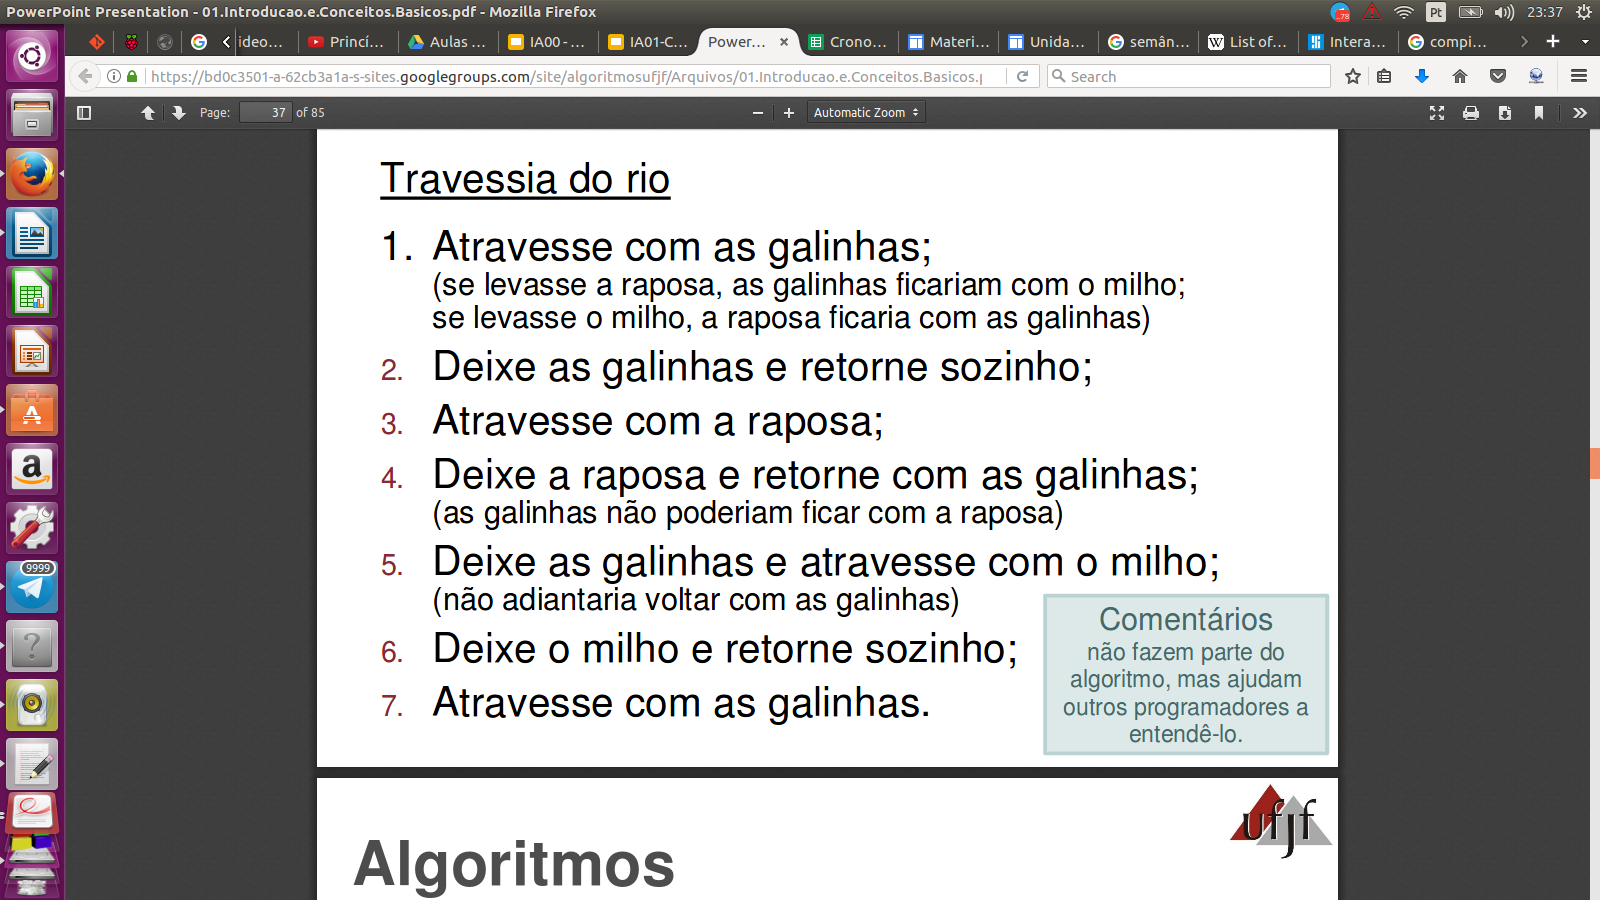 PowerPoint Presentation - 01.Introducao.e.Conceitos.Basicos.pdf - Mozilla Firefox
78
Pt
23:37
ideo...
Princí...
Aulas ...
IA00 - ...
IA01-C...
Power...
Crono...
Materi...
Unida...
semân...
List of...
Intera...
compi...
https://bd0c3501-a-62cb3a1a-s-sites.googlegroups.com/site/algoritmosufjf/Arquivos/01.Introducao.e.Conceitos.Basicos.p
Search
Page: 37 of 85
Automatic Zoom
9999
Travessia do rio
1. Atravesse com as galinhas;
(se levasse a raposa, as galinhas ficariam com o milho;
se levasse o milho, a raposa ficaria com as galinhas)
2. Deixe as galinhas e retorne sozinho;
3. Atravesse com a raposa;
4. Deixe a raposa e retorne com as galinhas;
(as galinhas não poderiam ficar com a raposa)
5. Deixe as galinhas e atravesse com o milho;
(não adiantaria voltar com as galinhas)
6. Deixe o milho e retorne sozinho;
7. Atravesse com as galinhas.
Comentários
não fazem parte do
algoritmo, mas ajudam
outros programadores a
entendê-lo.
ufjf
Algoritmos